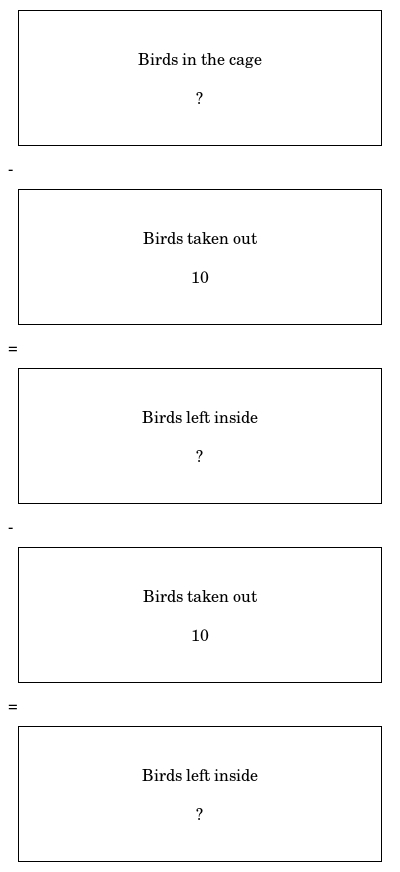 Birds in the cage
?
-
Birds taken out
10
=
Birds left inside
?
-
Birds taken out
10
=
Birds left inside
?